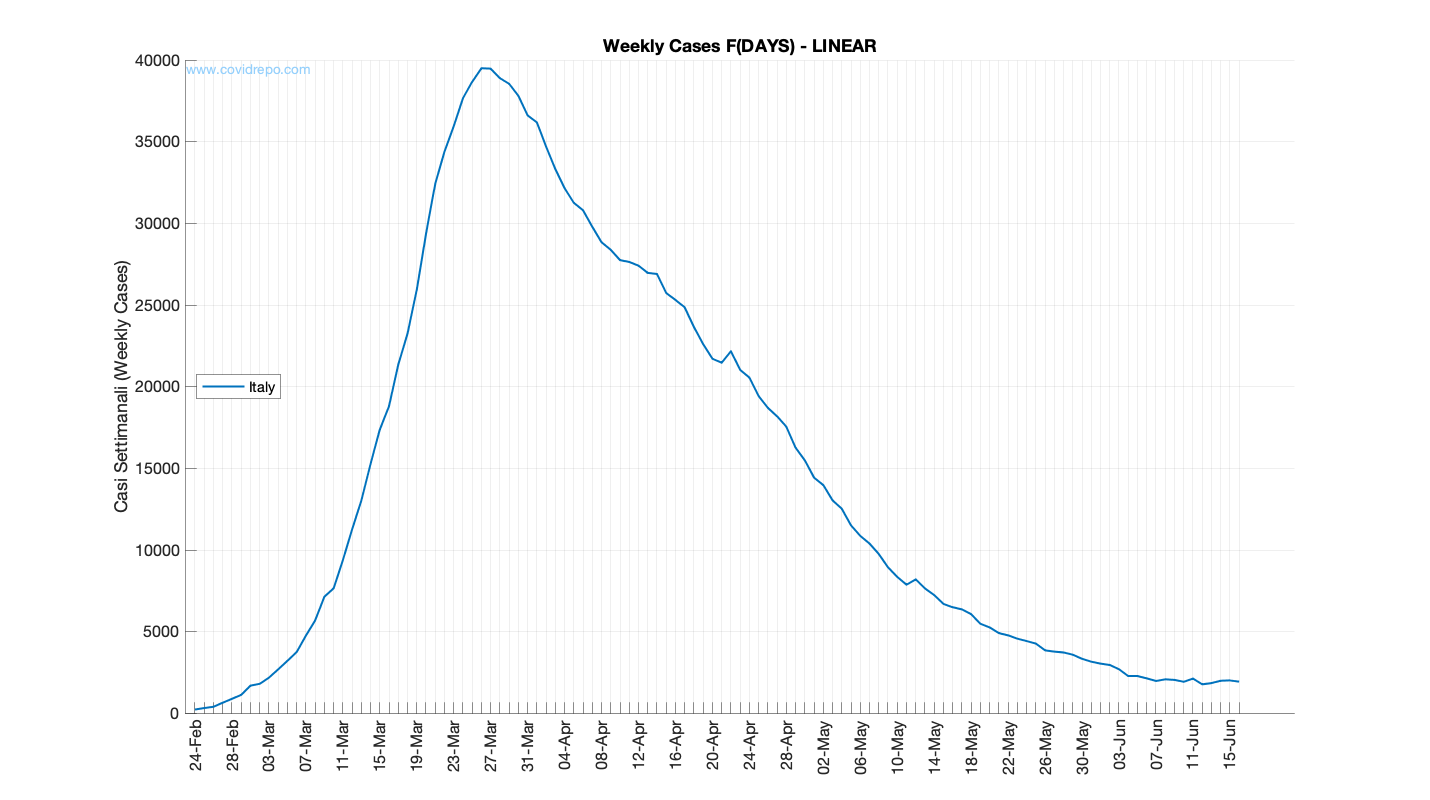 Weekly Cases F(DAYS) - LINEAR
www.covidrepo.com
Casi Settimanali (Weekly Cases)
40000
35000
30000
25000
20000
15000
10000
5000
0
Italy
24-Feb
28-Feb
03-Mar
07-Mar
11-Mar
15-Mar
19-Mar
23-Mar
27-Mar
31-Mar
04-Apr
08-Apr
12-Apr
16-Apr
20-Apr
24-Apr
28-Apr
02-May
06-May
10-May
14-May
18-May
22-May
26-May
30-May
03-Jun
07-Jun
11-Jun
15-Jun